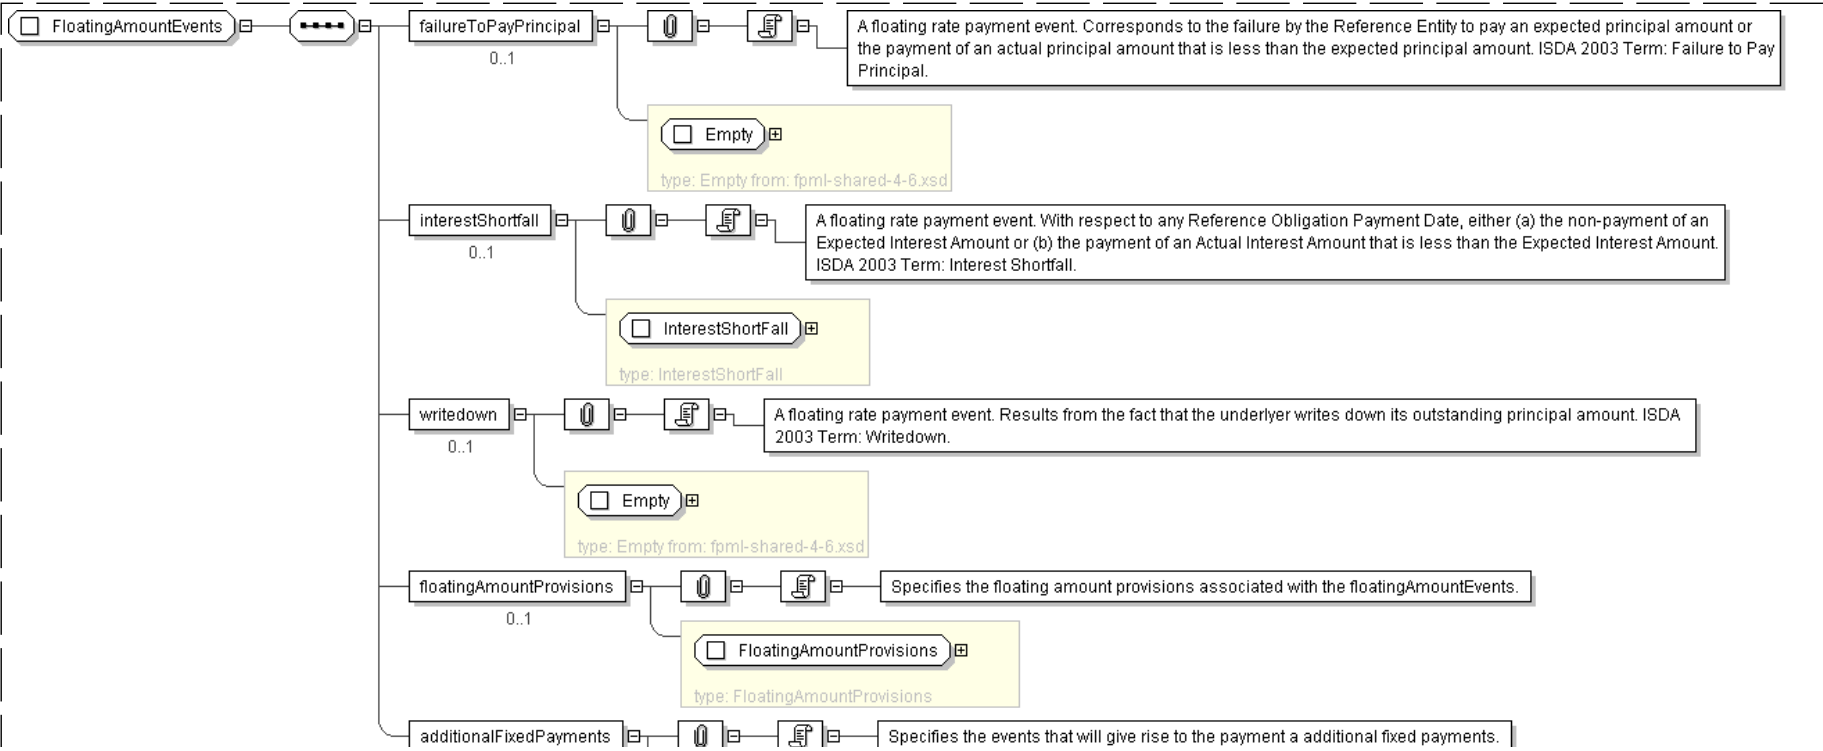 FloatingAmountEvents
failureToPayPrincipal
0..1
A floating rate payment event. Corresponds to the failure by the Reference Entity to pay an expected principal amount or
the payment of an actual principal amount that is less than the expected principal amount. ISDA 2003 Term: Failure to Pay
Principal.
Empty
type: Empty from: fpml-shared-4-6.xsd
interestShortfall
0..1
A floating rate payment event. With respect to any Reference Obligation Payment Date, either (a) the non-payment of an
Expected Interest Amount or (b) the payment of an Actual Interest Amount that is less than the Expected Interest Amount.
ISDA 2003 Term: Interest Shortfall.
InterestShortFall
type: InterestShortFall
writedown
0..1
A floating rate payment event. Results from the fact that the underlyer writes down its outstanding principal amount. ISDA
2003 Term: Writedown.
Empty
type: Empty from: fpml-shared-4-6.xsd
floatingAmountProvisions
0..1
Specifies the floating amount provisions associated with the floatingAmountEvents.
FloatingAmountProvisions
type: FloatingAmountProvisions
additionalFixedPayments
Specifies the events that will give rise to the payment a additional fixed payments.